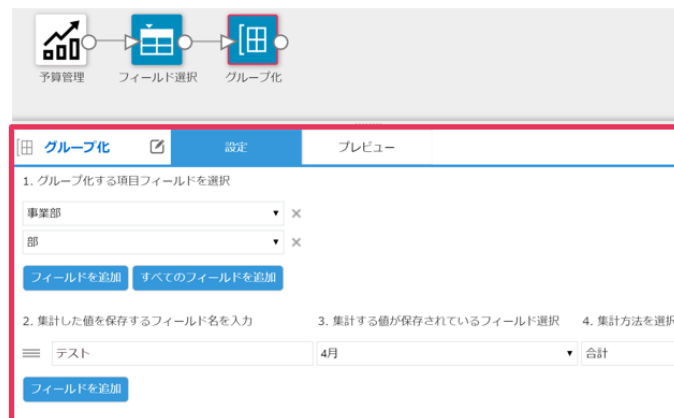 予算管理 フィールド選択 グループ化
グループ化 設定 プレビュー
1. グループ化する項目フィールドを選択
事業部
部
フィールドを追加 すべてのフィールドを追加
2. 集計した値を保存するフィールド名を入力 3. 集計する値が保存されているフィールド選択 4. 集計方法を選択
テスト 4月 合計
フィールドを追加